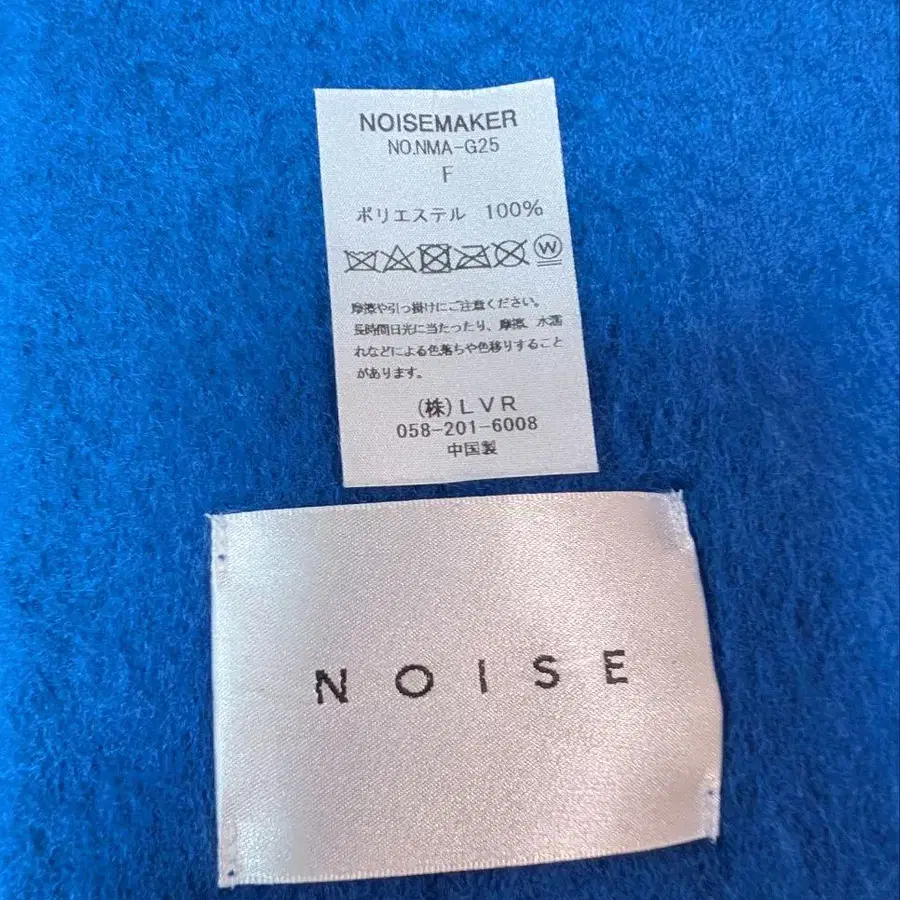 NOISEMAKER
NO.NMA-G25
F
ポリエステル 100%
W
摩擦や引っ掛けにご注意ください。
長時間日光に当たったり、摩擦、水濡
れなどによる色落ちや色移りすること
があります。
(株)LVR
058-201-6008
中国製
NOISE